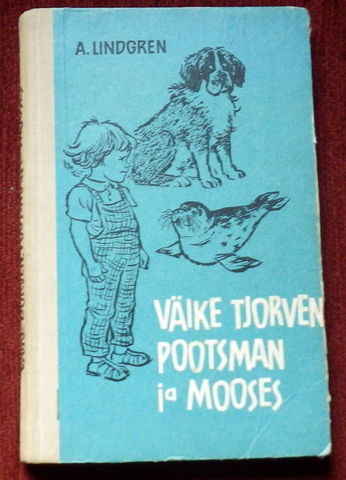 A. LINDGREN
VÄIKE TJORVEN
POOTSMAN
ja MOOSES